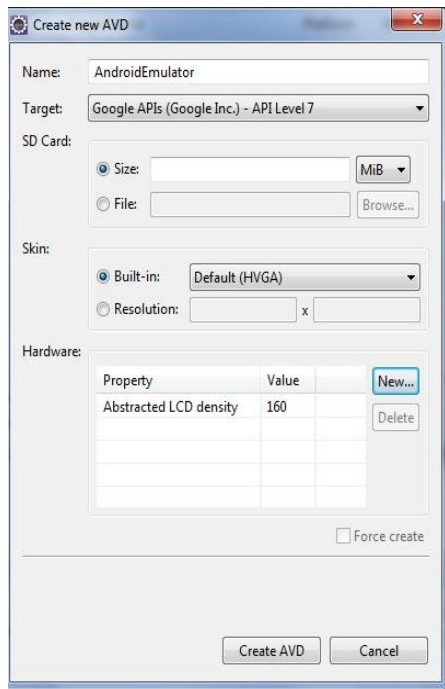 Create new AVD
Name: AndroidEmulator
Target: Google APIs (Google Inc.) - API Level 7
SD Card:
Size: MiB
File: Browse...
Skin:
Built-in: Default (HVGA)
Resolution: x
Hardware:
Property Value New...
Abstracted LCD density 160 Delete
Force create
Create AVD Cancel